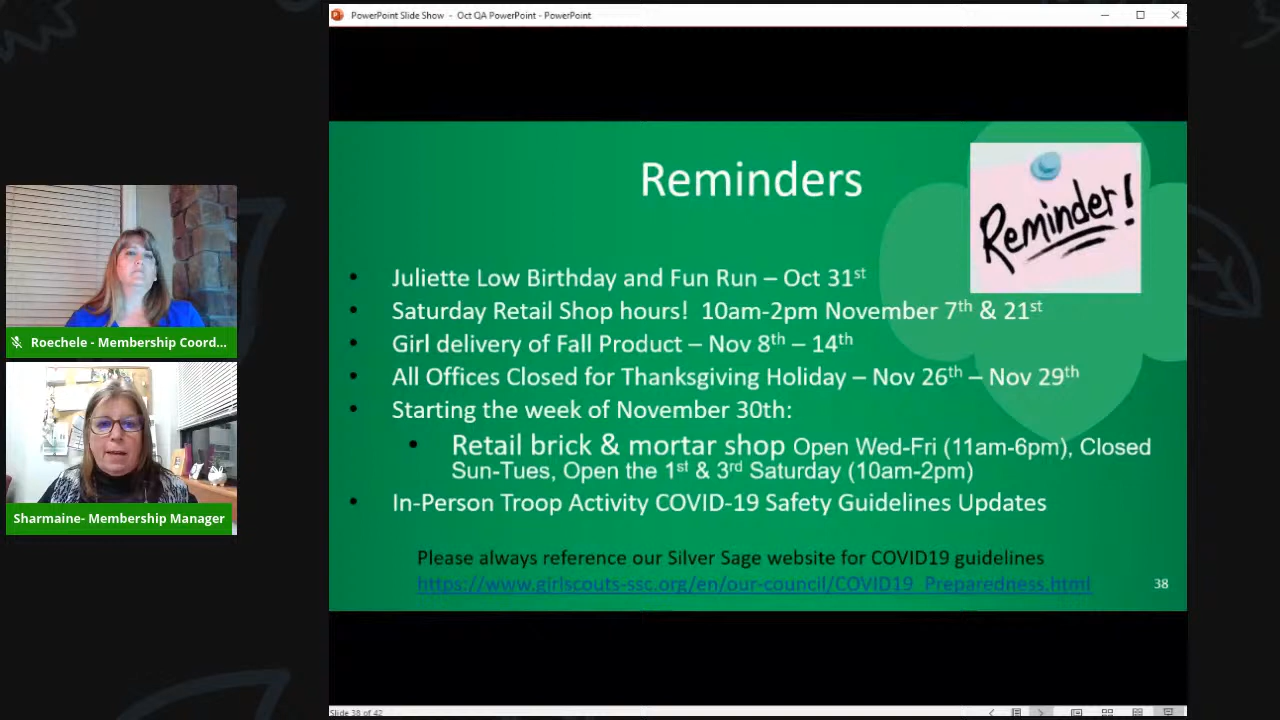 PowerPoint Slide Show - Oct QA PowerPoint - PowerPoint
Reminders
Reminder!
• Juliette Low Birthday and Fun Run – Oct 31st
• Saturday Retail Shop hours! 10am-2pm November 7th & 21st
• Girl delivery of Fall Product – Nov 8th – 14th
• All Offices Closed for Thanksgiving Holiday – Nov 26th – Nov 29th
• Starting the week of November 30th:
• Retail brick & mortar shop Open Wed-Fri (11am-6pm), Closed
Sun-Tues, Open the 1st & 3rd Saturday (10am-2pm)
• In-Person Troop Activity COVID-19 Safety Guidelines Updates
Please always reference our Silver Sage website for COVID19 guidelines
https://www.girlscouts-ssc.org/en/our-council/COVID19_Preparedness.html
38
Roechele - Membership Coord...
Sharmaine- Membership Manager
Slide 38 of 42